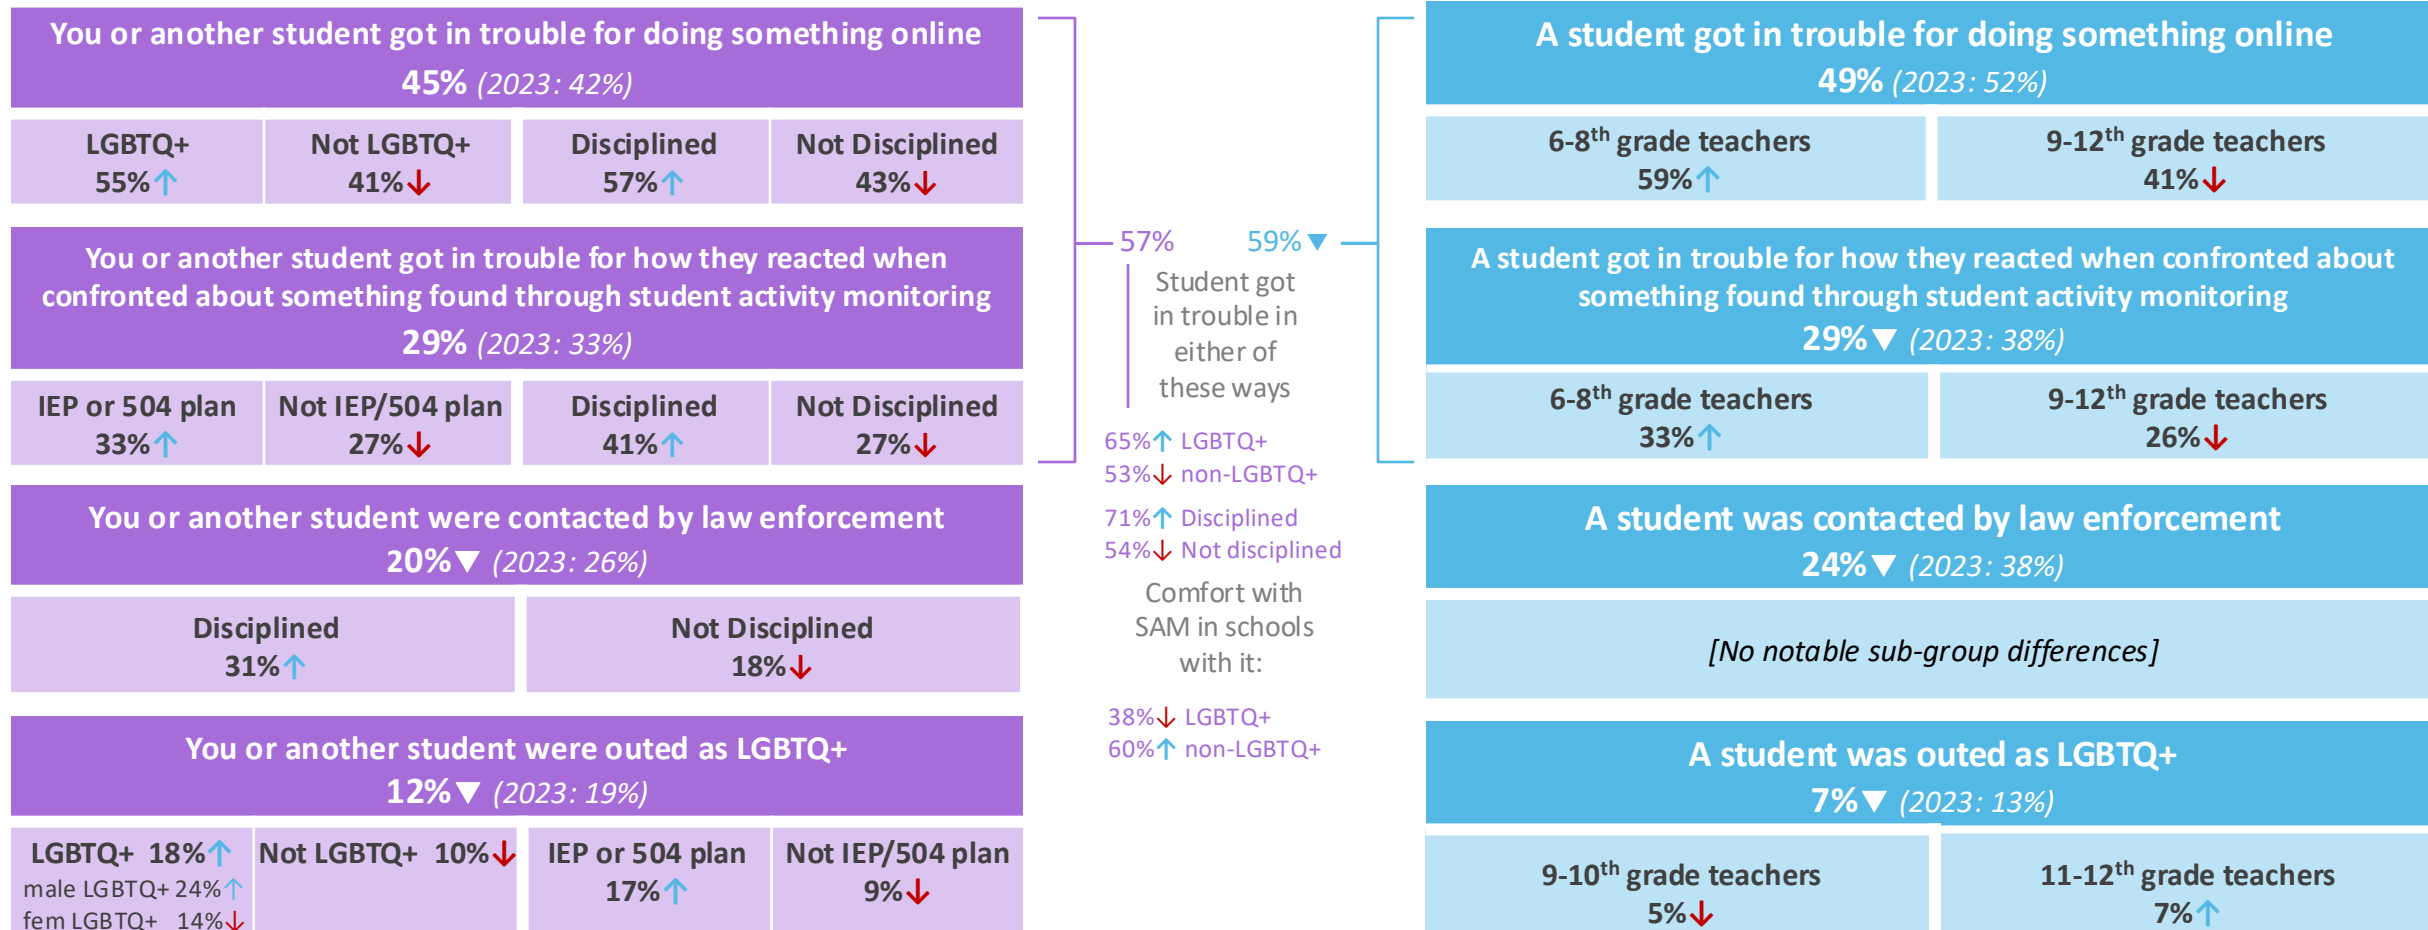 You or another student got in trouble for doing something online
45% (2023: 42%)
LGBTQ+
55%↑
Not LGBTQ+
41%↓
Disciplined
57%↑
Not Disciplined
43%↓
You or another student got in trouble for how they reacted when
confronted about something found through student activity monitoring
29% (2023: 33%)
IEP or 504 plan
33%↑
Not IEP/504 plan
27%↓
Disciplined
41%↑
Not Disciplined
27%↓
You or another student were contacted by law enforcement
20%▼ (2023: 26%)
Disciplined
31%↑
Not Disciplined
18%↓
You or another student were outed as LGBTQ+
12%▼ (2023: 19%)
LGBTQ+ 18%↑
male LGBTQ+ 24%↑
fem LGBTQ+ 14%↓
Not LGBTQ+ 10%↓
IEP or 504 plan
17%↑
Not IEP/504 plan
9%↓
57%
59%▼
Student got
in trouble in
either of
these ways
65%↑ LGBTQ+
53%↓ non-LGBTQ+
71%↑ Disciplined
54%↓ Not disciplined
Comfort with
SAM in schools
with it:
38%↓ LGBTQ+
60%↑ non-LGBTQ+
A student got in trouble for doing something online
49% (2023: 52%)
6-8th grade teachers
59%↑
9-12th grade teachers
41%↓
A student got in trouble for how they reacted when confronted about
something found through student activity monitoring
29%▼ (2023: 38%)
6-8th grade teachers
33%↑
9-12th grade teachers
26%↓
A student was contacted by law enforcement
24%▼ (2023: 38%)
[No notable sub-group differences]
A student was outed as LGBTQ+
7%▼ (2023: 13%)
9-10th grade teachers
5%↓
11-12th grade teachers
7%↑